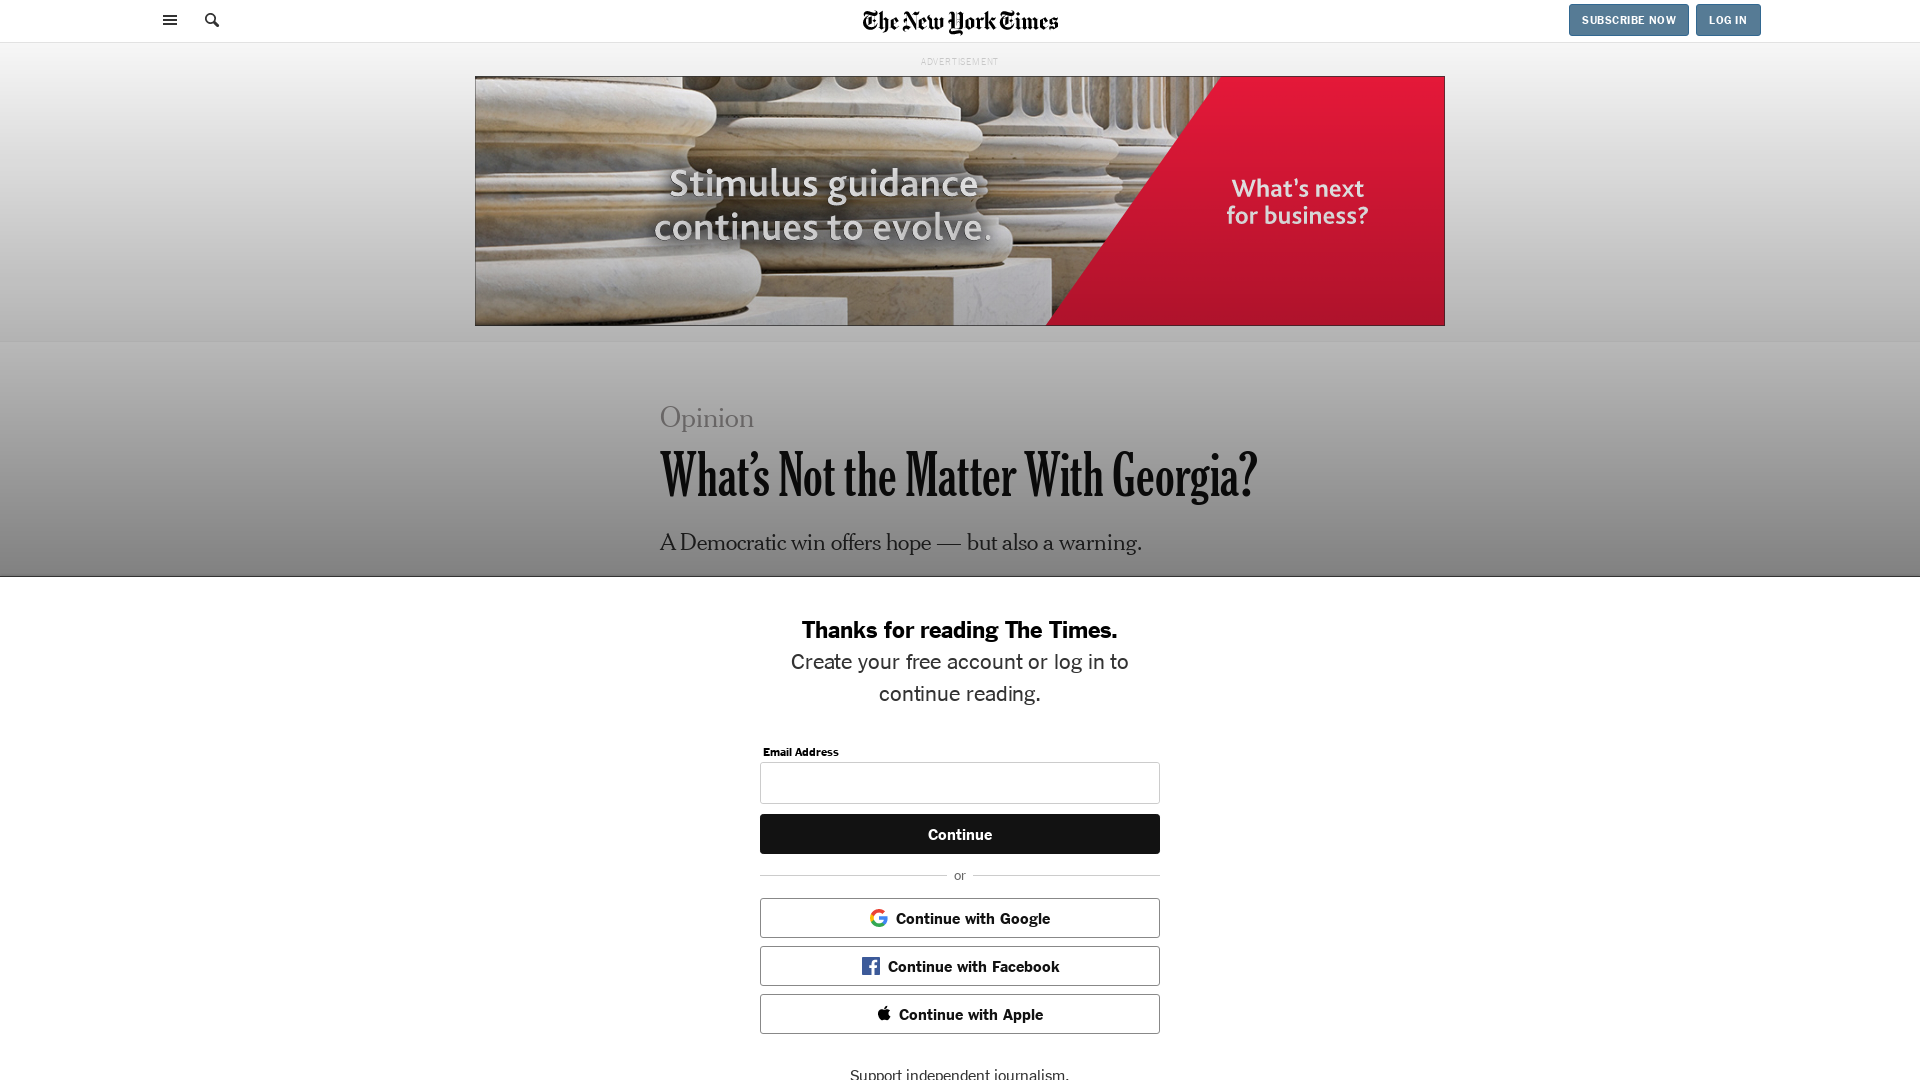 The New York Times
SUBSCRIBE NOW
LOG IN
ADVERTISEMENT
Stimulus guidance
continues to evolve.
What's next
for business?
Opinion
What's Not the Matter With Georgia?
A Democratic win offers hope — but also a warning.
Thanks for reading The Times.
Create your free account or log in to
continue reading.
Email Address
Continue
or
Continue with Google
Continue with Facebook
Continue with Apple
Support independent journalism.